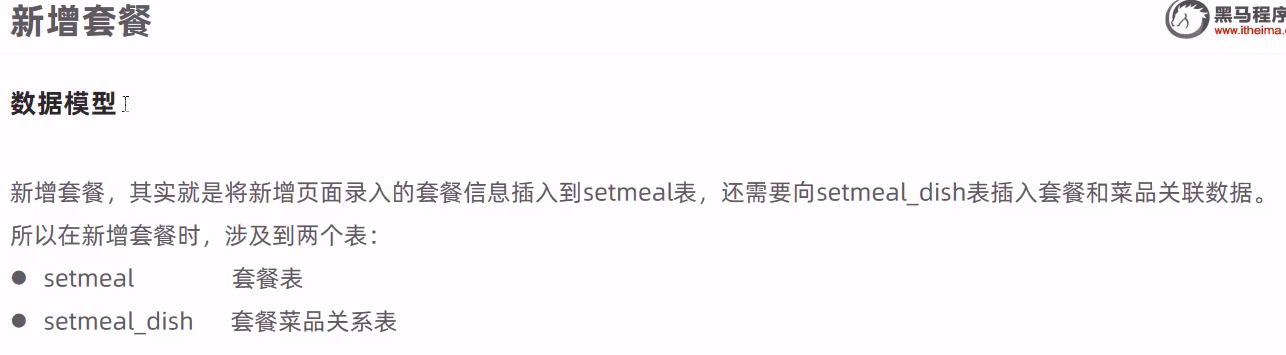 新增套餐
黑马程序
www.itheima.
数据模型
新增套餐，其实就是将新增页面录入的套餐信息插入到setmeal表，还需要向setmeal_dish表插入套餐和菜品关联数据。
所以在新增套餐时，涉及到两个表：
● setmeal 套餐表
● setmeal_dish 套餐菜品关系表